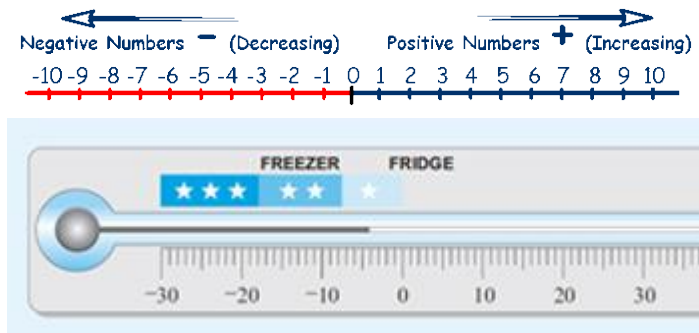 Negative Numbers - (Decreasing) Positive Numbers + (Increasing)
-10 -9 -8 -7 -6 -5 -4 -3 -2 -1 0 1 2 3 4 5 6 7 8 9 10
FREEZER FRIDGE
−30 −20 −10 0 10 20 30